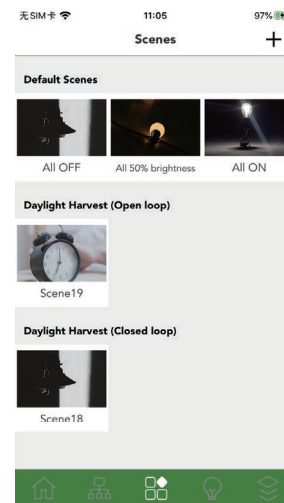 无SIM卡 11:05 97%
Scenes +
Default Scenes
All OFF All 50% brightness All ON
Daylight Harvest (Open loop)
Scene19
Daylight Harvest (Closed loop)
Scene18